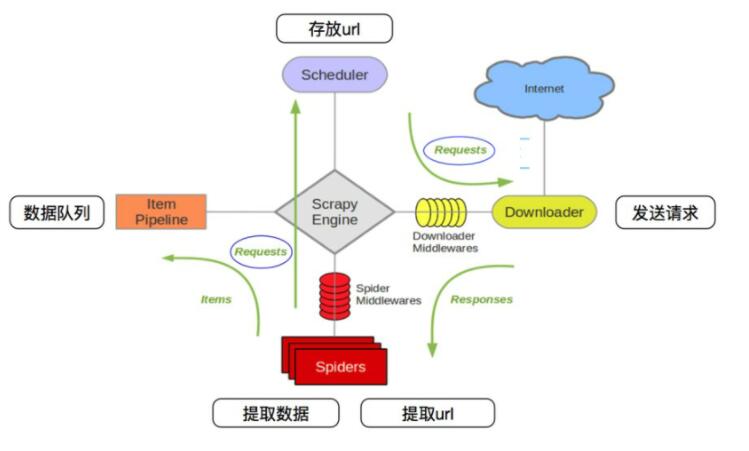 存放url
Scheduler
Internet
Requests
数据队列
Item
Pipeline
Scrapy
Engine
Downloader
发送请求
Downloader
Middlewares
Requests
Items
Spider
Middlewares
Responses
Spiders
提取数据
提取url